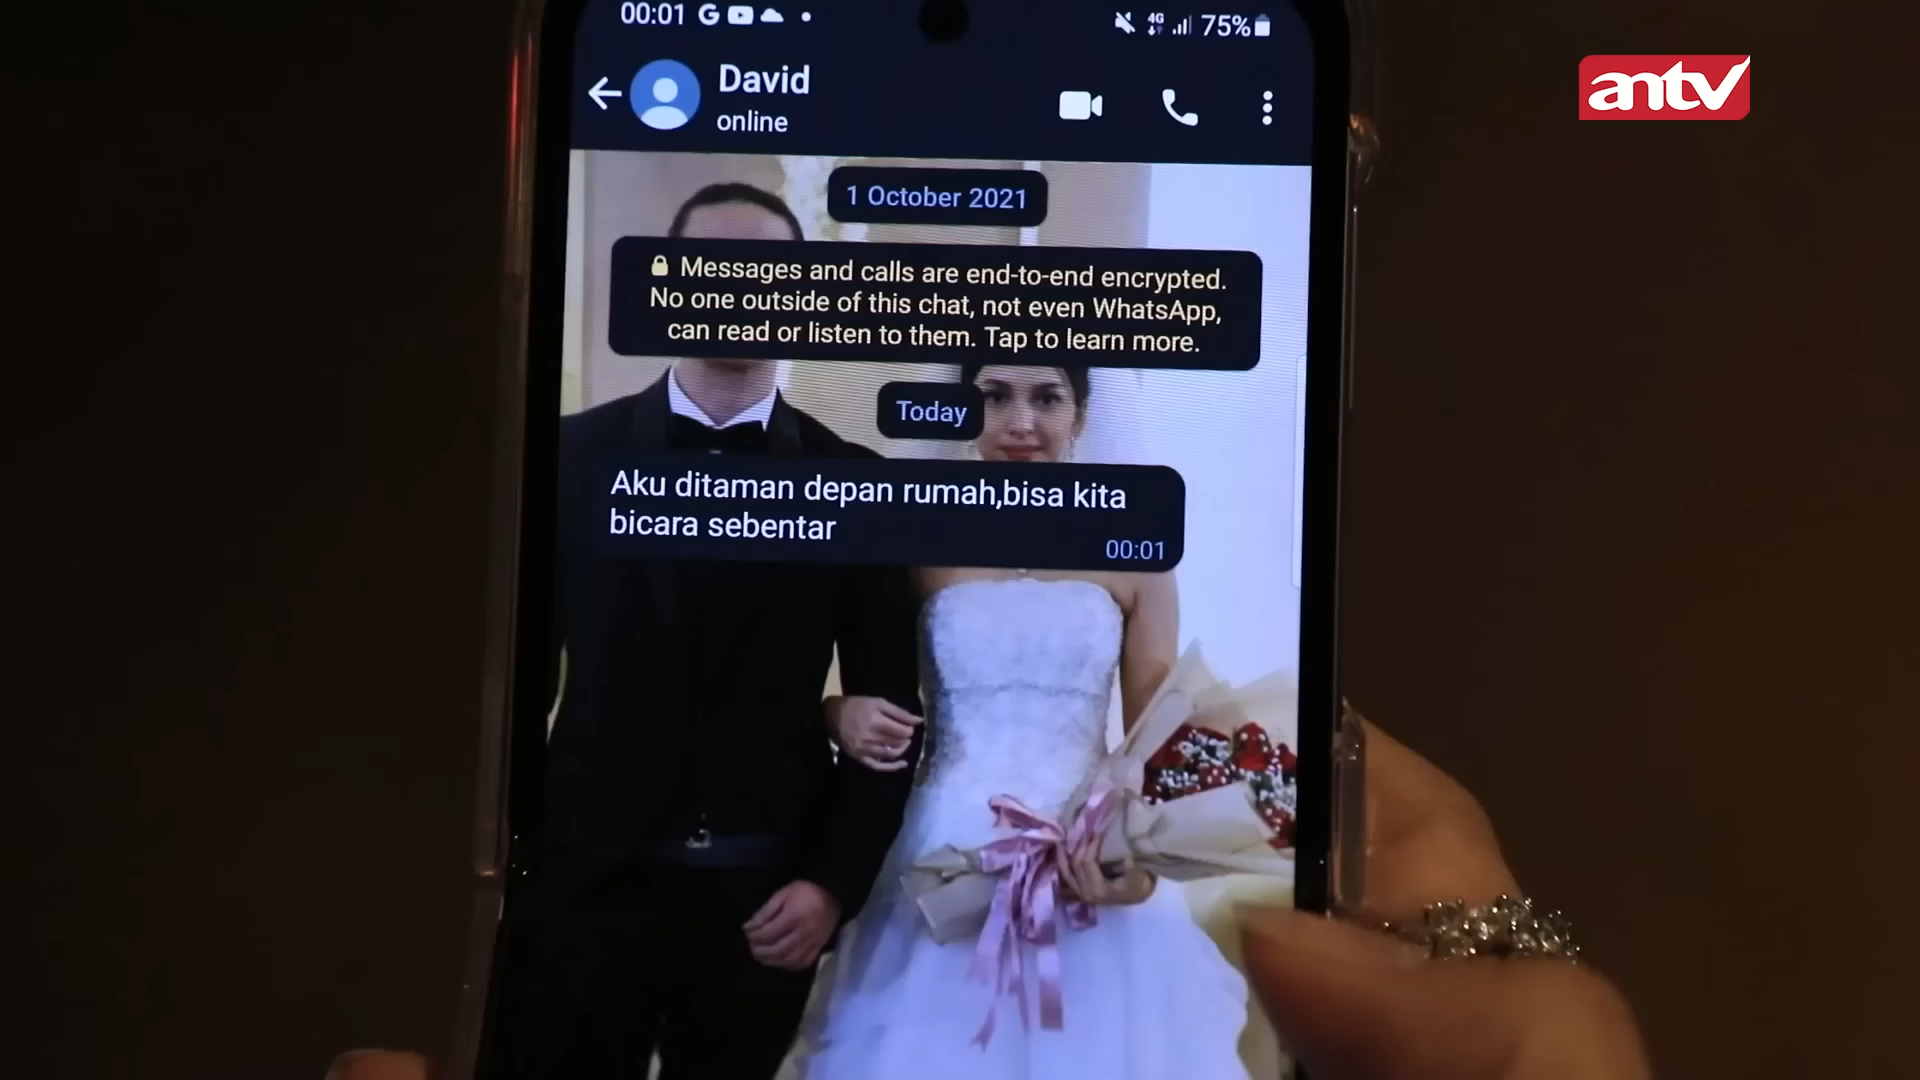 00:01
4G
75%
antv
David
online
1 October 2021
Messages and calls are end-to-end encrypted.
No one outside of this chat, not even WhatsApp,
can read or listen to them. Tap to learn more.
Today
Aku ditaman depan rumah,bisa kita
bicara sebentar
00:01